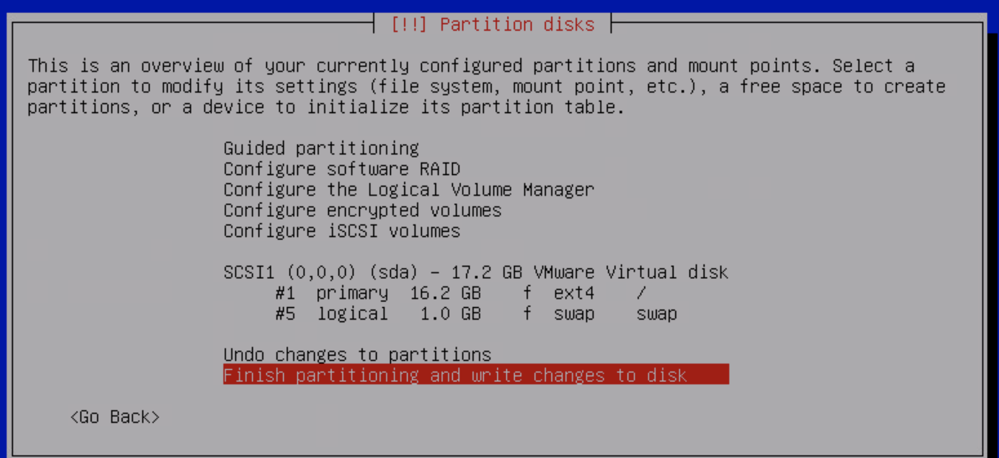 [!!] Partition disks
This is an overview of your currently configured partitions and mount points. Select a
partition to modify its settings (file system, mount point, etc.), a free space to create
partitions, or a device to initialize its partition table.
Guided partitioning
Configure software RAID
Configure the Logical Volume Manager
Configure encrypted volumes
Configure iSCSI volumes
SCSI1 (0,0,0) (sda) - 17.2 GB VMware Virtual disk
#1 primary 16.2 GB f ext4 /
#5 logical 1.0 GB f swap swap
Undo changes to partitions
Finish partitioning and write changes to disk
<Go Back>